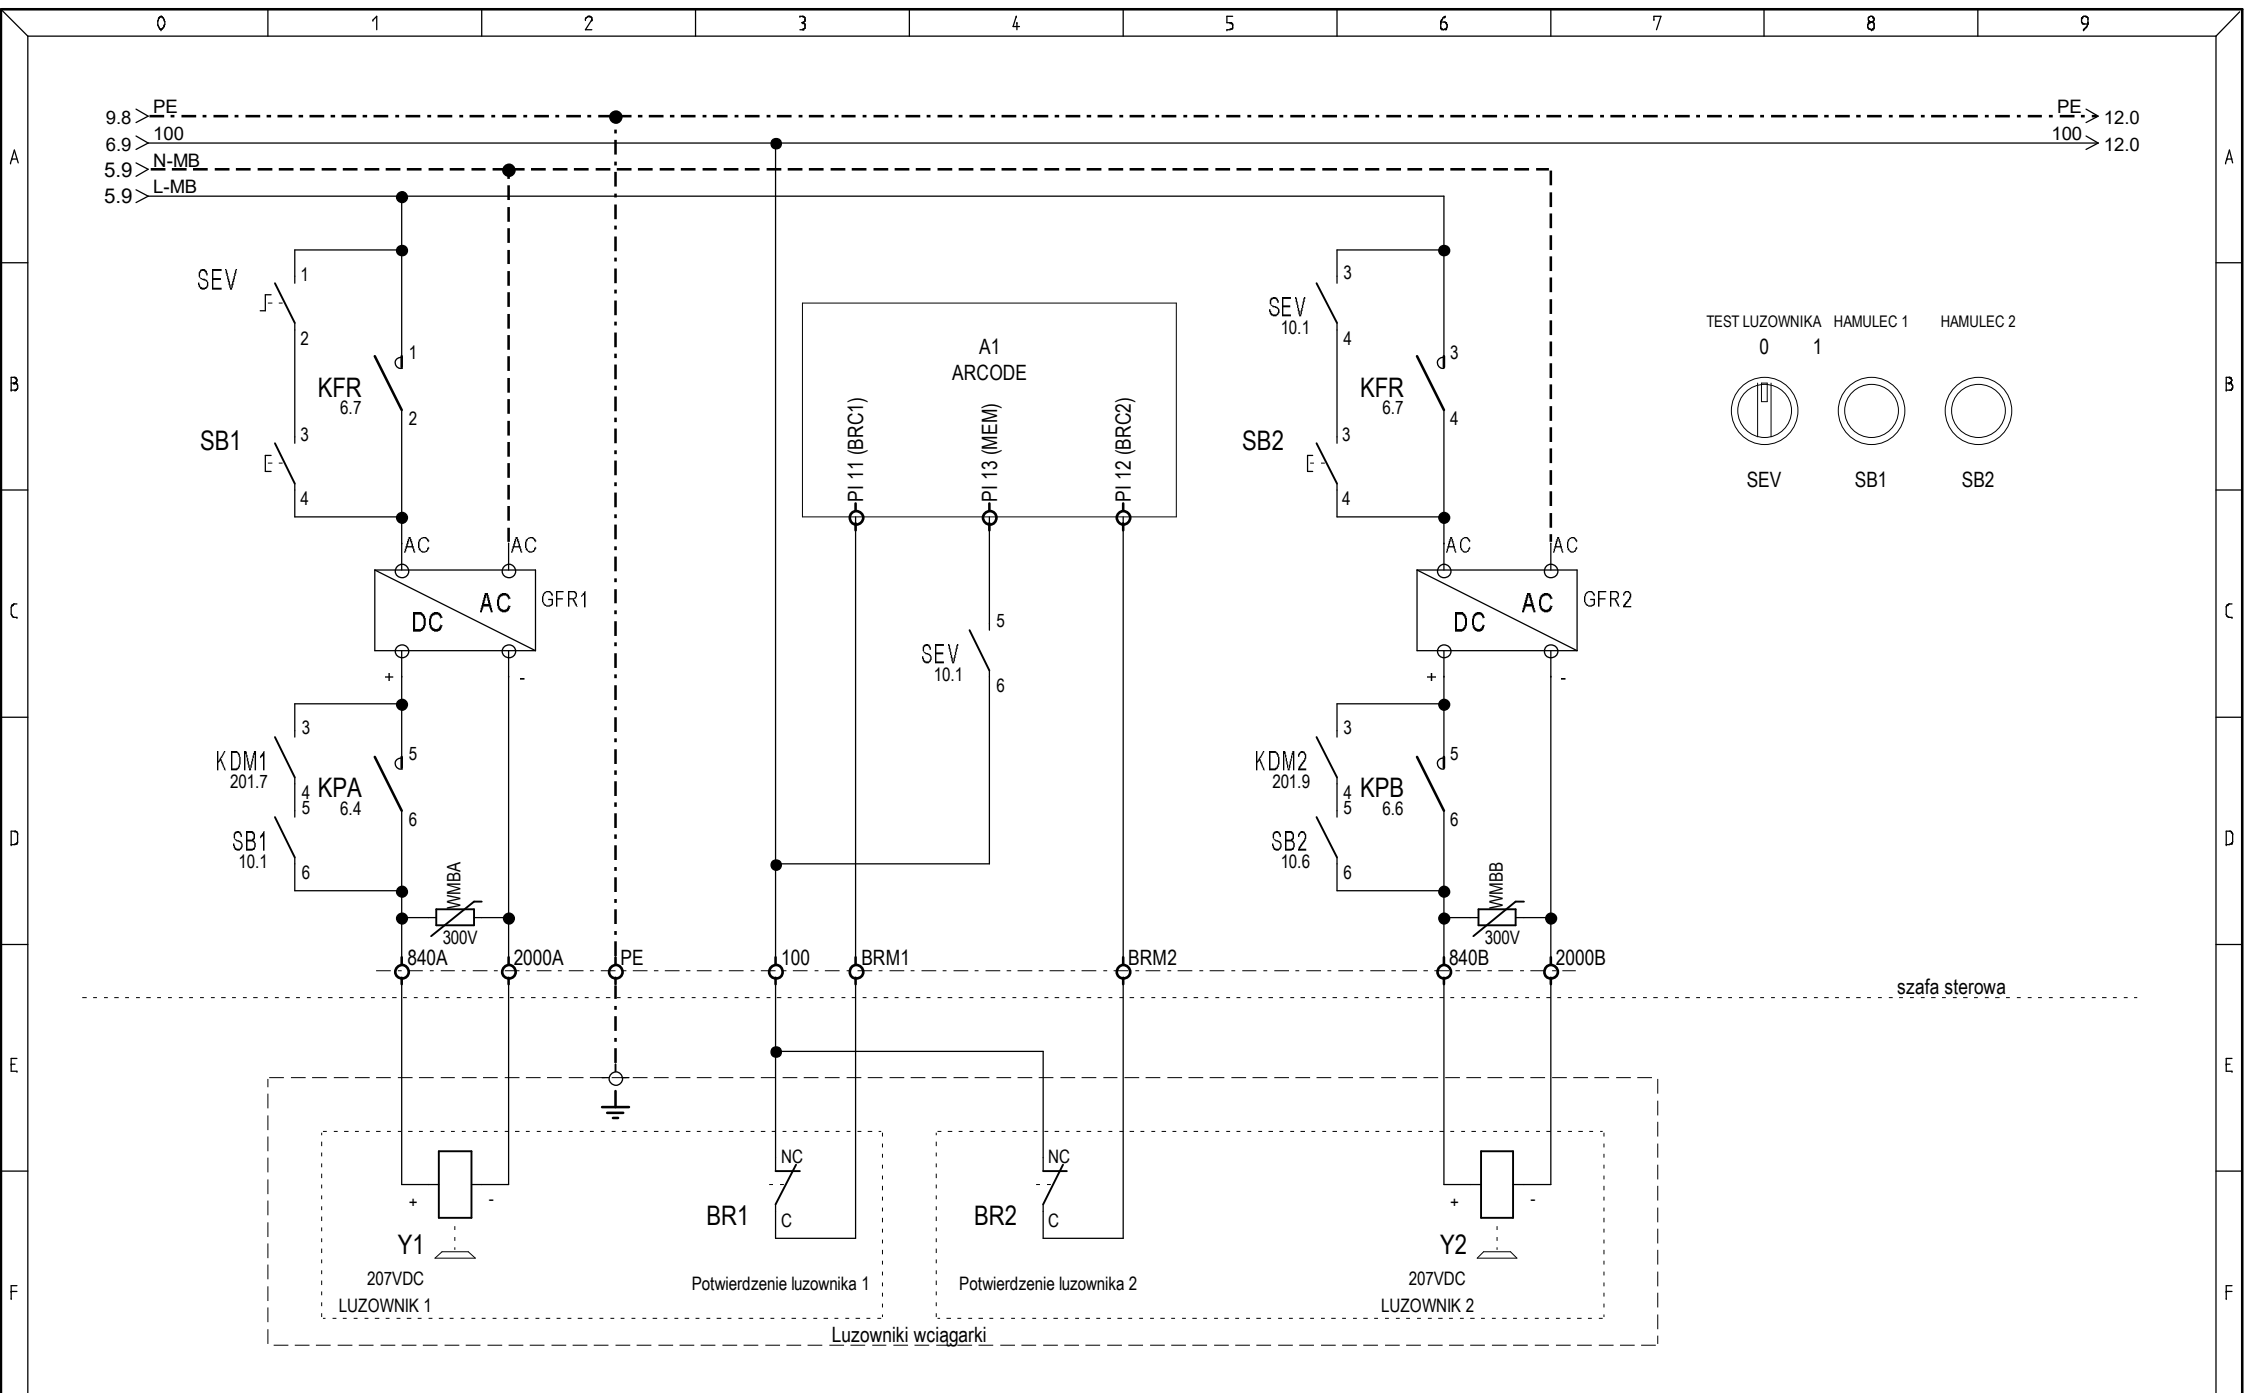 0 1 2 3 4 5 6 7 8 9
9.8 PE PE 12.0
6.9 100 100 12.0
A A
5.9 N-MB
5.9 L-MB
SEV 1 2
SB1 3 4
KFR 6.7 1 2
A1
ARCODE
PI 11 (BRC1)
PI 13 (MEM)
PI 12 (BRC2)
SEV 10.1 3 4
SB2 3 4
KFR 6.7 3 4
TEST LUZOWNIKA HAMULEC 1 HAMULEC 2
0 1
SEV SB1 SB2
B B
AC AC
DC AC GFR1
+ -
SEV 10.1 5 6
AC AC
DC AC GFR2
+ -
C C
KDM1 201.7 3 4
SB1 10.1 5 6
KPA 6.4 5 6
WMBA
300V
KDM2 201.9 3 4
SB2 10.6 5 6
KPB 6.6 5 6
WMBB
300V
D D
840A 2000A PE 100 BRM1 BRM2 840B 2000B
szafa sterowa
E E
+ -
Y1
207VDC
LUZOWNIK 1
NC
BR1 C
Potwierdzenie luzownika 1
NC
BR2 C
Potwierdzenie luzownika 2
+ -
Y2
207VDC
LUZOWNIK 2
F F
Luzowniki wciągarki